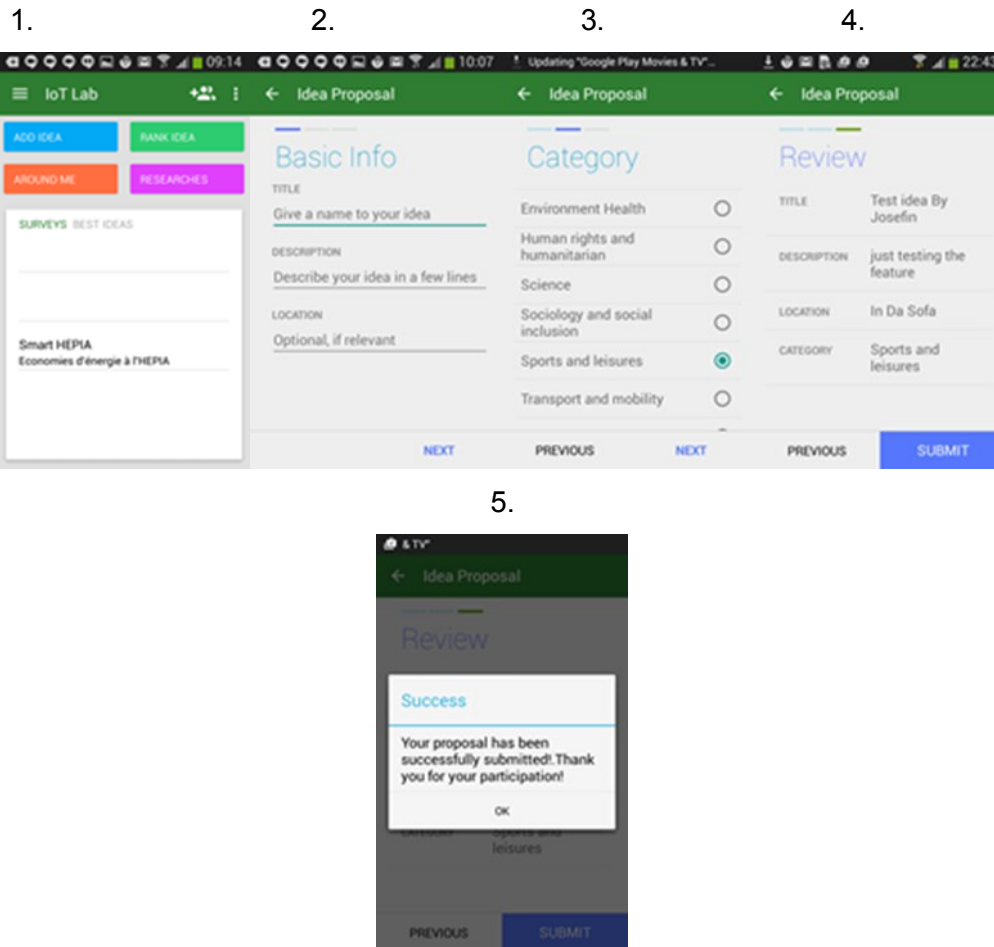 1.
2.
3.
4.
09:14
10:07
Updating "Google Play Movies & TV"...
22:43
IoT Lab
Idea Proposal
Idea Proposal
Idea Proposal
ADD IDEA
RANK IDEA
AROUND ME
RESEARCHES
SURVEYS BEST IDEAS
Smart HEPIA
Economies d'énergie à l'HEPIA
Basic Info
TITLE
Give a name to your idea
DESCRIPTION
Describe your idea in a few lines
LOCATION
Optional, if relevant
NEXT
Category
Environment Health
Human rights and
humanitarian
Science
Sociology and social
inclusion
Sports and leisures
Transport and mobility
PREVIOUS
NEXT
Review
TITLE
Test idea By
Josefin
DESCRIPTION
just testing the
feature
LOCATION
In Da Sofa
CATEGORY
Sports and
leisures
PREVIOUS
SUBMIT
5.
& TV"
Idea Proposal
Review
Success
Your proposal has been
successfully submitted!.Thank
you for your participation!
OK
leisures
PREVIOUS
SUBMIT